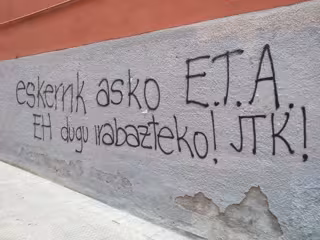 eskerrik asko E.T.A.
EH dugu irabazteko! JTK!